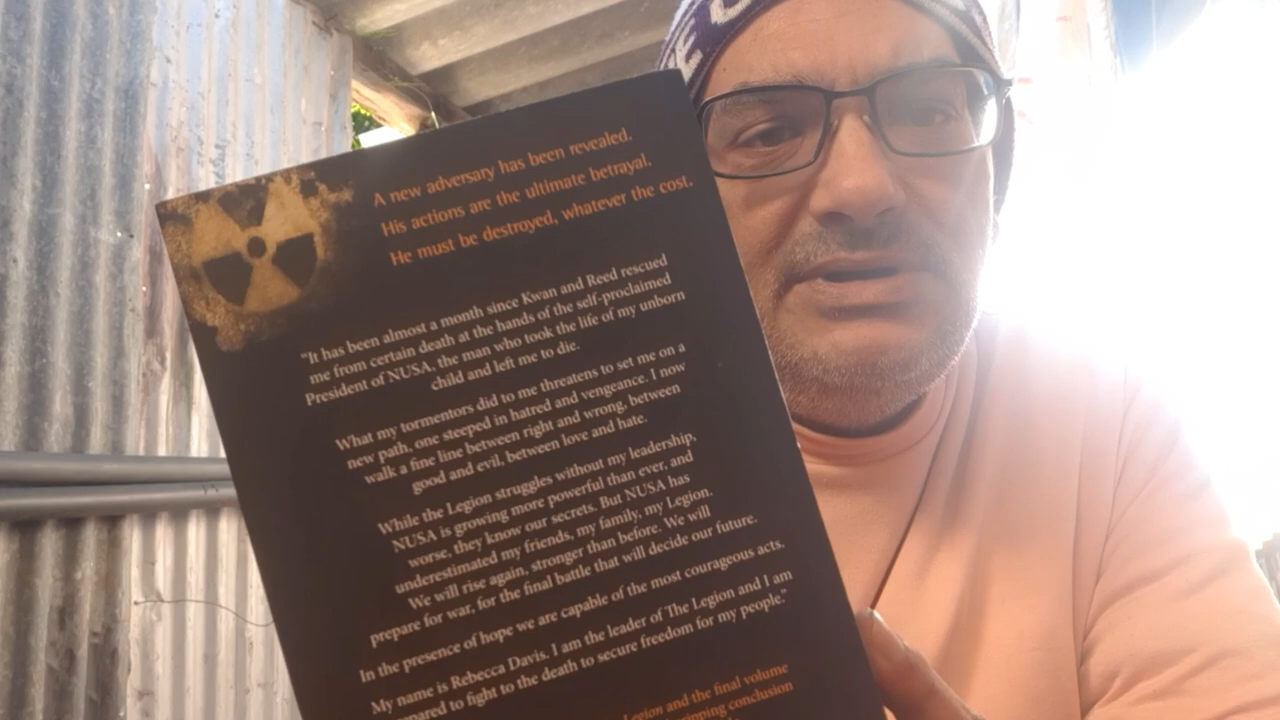 A new adversary has been revealed.
His actions are the ultimate betrayal.
He must be destroyed, whatever the cost.
"It has been almost a month since Kwan and Reed rescued
me from certain death at the hands of the self-proclaimed
President of NUSA, the man who took the life of my unborn
child and left me to die.
What my tormentors did to me threatens to set me on a
new path, one steeped in hatred and vengeance. I now
walk a fine line between right and wrong, between
good and evil, between love and hate.
While the Legion struggles without my leadership,
NUSA is growing more powerful than ever, and
worse, they know our secrets. But NUSA has
underestimated my friends, my family, my Legion.
We will rise again, stronger than before. We will
prepare for war, for the final battle that will decide our future.
In the presence of hope we are capable of the most courageous acts.
My name is Rebecca Davis. I am the leader of The Legion and I am
to fight to the death to secure freedom for my people."
Legion and the final volume
conclusion